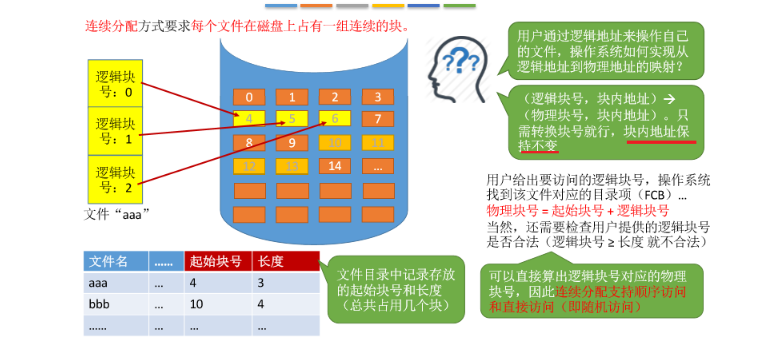 连续分配方式要求每个文件在磁盘上占有一组连续的块。
逻辑块
号：0
逻辑块
号：1
逻辑块
号：2
文件“aaa”
0 1 2 3
4 5 6 7
8 9 10 11
12 13 14 ...
???
用户通过逻辑地址来操作自己
的文件，操作系统如何实现从
逻辑地址到物理地址的映射？
（逻辑块号，块内地址）→
（物理块号，块内地址）。只
需转换块号就行，块内地址保
持不变
用户给出要访问的逻辑块号，操作系统
找到该文件对应的目录项（FCB）...
物理块号 = 起始块号 + 逻辑块号
当然，还需要检查用户提供的逻辑块号
是否合法（逻辑块号 ≥ 长度 就不合法）
文件名 ...... 起始块号 长度
aaa ... 4 3
bbb ... 10 4
...... ... ... ...
文件目录中记录存放
的起始块号和长度
（总共占用几个块）
可以直接算出逻辑块号对应的物理
块号，因此连续分配支持顺序访问
和直接访问（即随机访问）